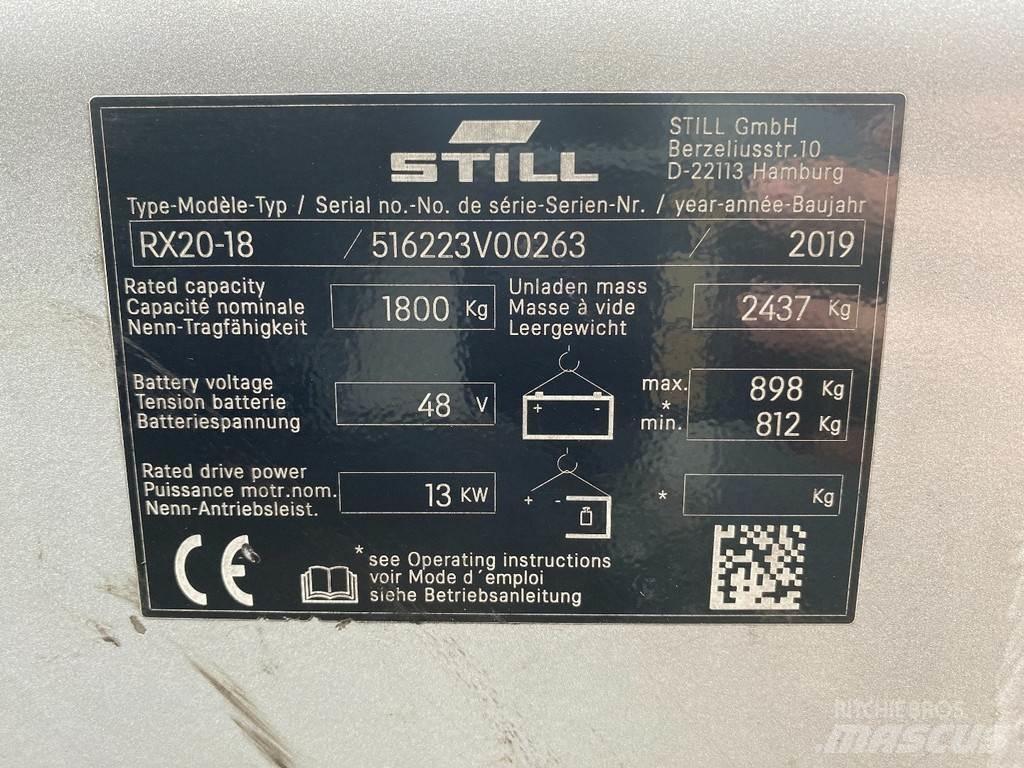 STILL
STILL GmbH
Berzeliusstr.10
D-22113 Hamburg
Type-Modèle-Typ / Serial no.-No. de série-Serien-Nr. / year-année-Baujahr
RX20-18 / 516223V00263 / 2019
Rated capacity
Capacité nominale
Nenn-Tragfähigkeit
1800 Kg
Unladen mass
Masse à vide
Leergewicht
2437 Kg
Battery voltage
Tension batterie
Batteriespannung
48 V
+ -
max. 898 Kg
*
min. 812 Kg
Rated drive power
Puissance motr.nom.
Nenn-Antriebsleist.
13 KW
+ -
* Kg
CE
* see Operating instructions
voir Mode d´emploi
siehe Betriebsanleitung
RITCHIE BROS.
mascus